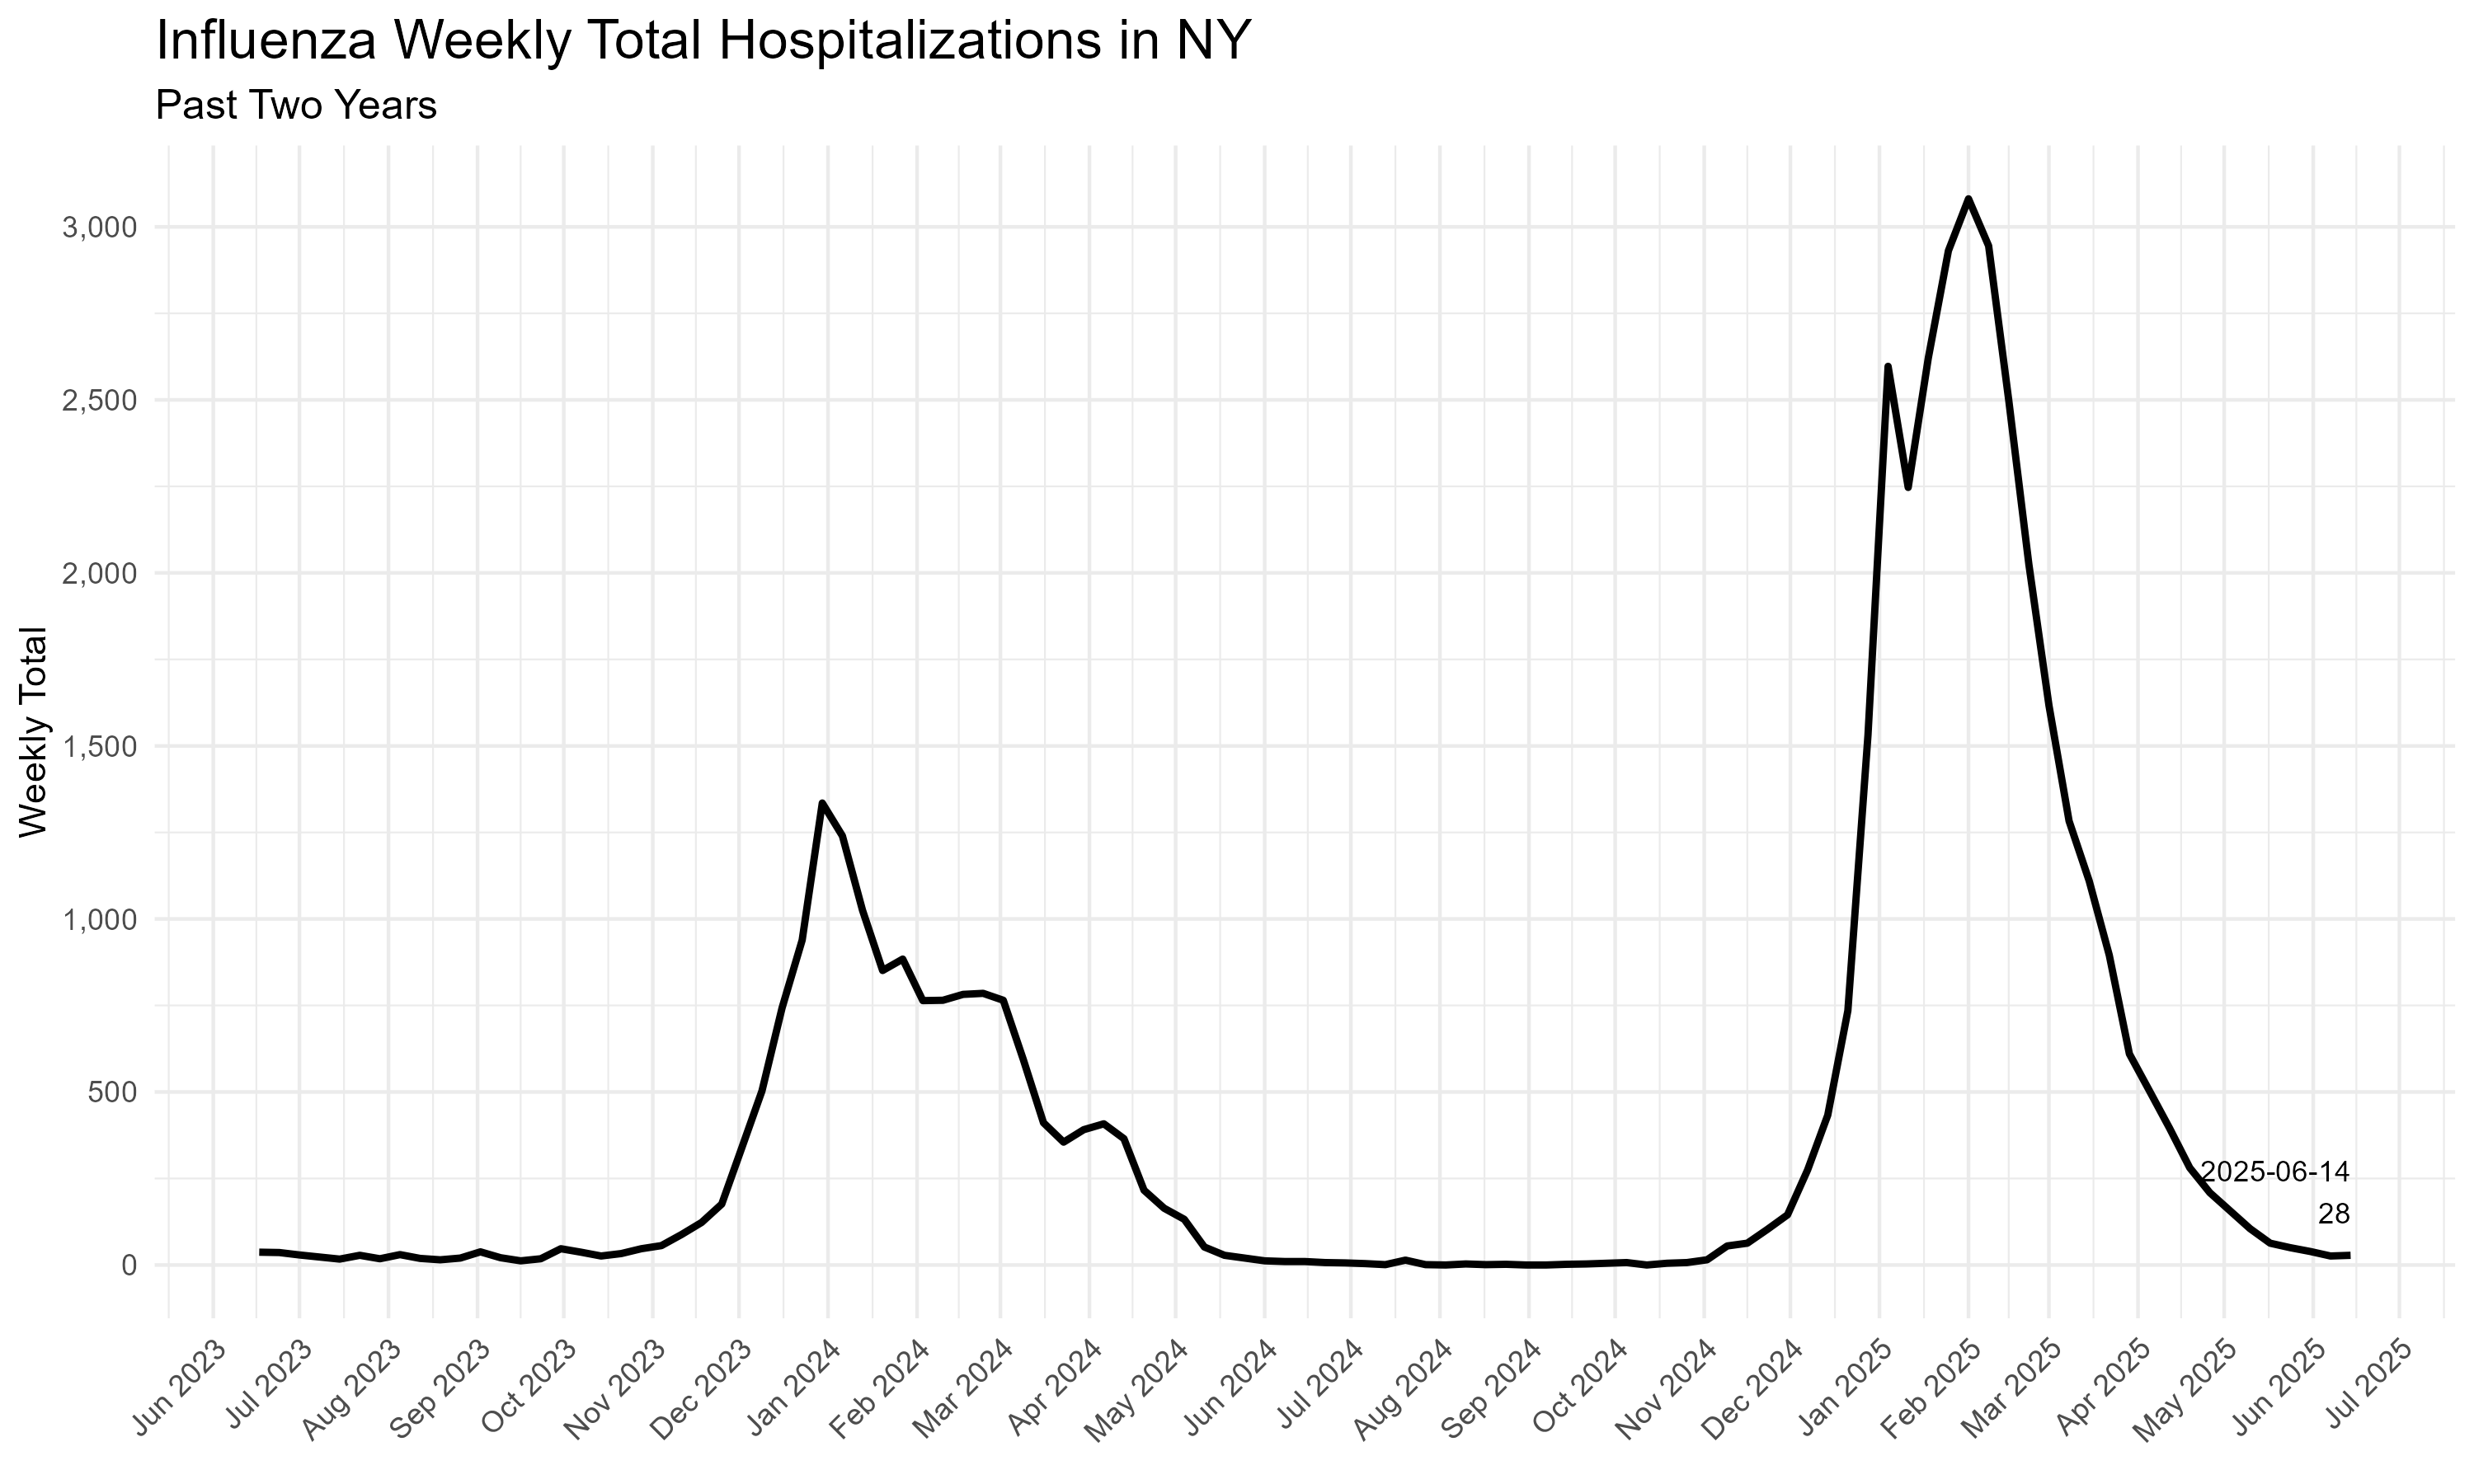 Influenza Weekly Total Hospitalizations in NY
Past Two Years
Weekly Total
3,000
2,500
2,000
1,500
1,000
500
0
2025-06-14
28
Jun 2023
Jul 2023
Aug 2023
Sep 2023
Oct 2023
Nov 2023
Dec 2023
Jan 2024
Feb 2024
Mar 2024
Apr 2024
May 2024
Jun 2024
Jul 2024
Aug 2024
Sep 2024
Oct 2024
Nov 2024
Dec 2024
Jan 2025
Feb 2025
Mar 2025
Apr 2025
May 2025
Jun 2025
Jul 2025